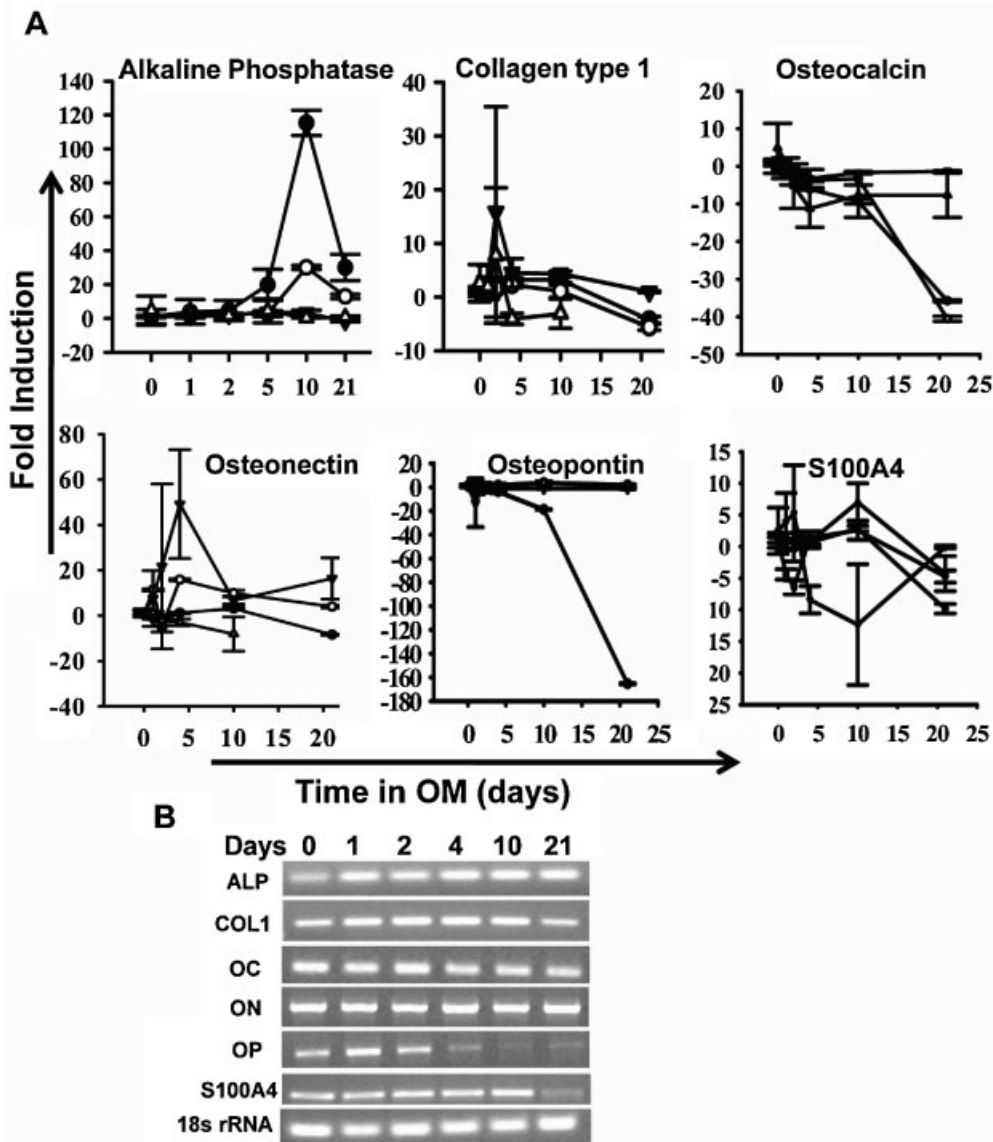 A
Alkaline Phosphatase
140
120
100
80
60
40
20
0
-20
0 1 2 5 10 21
Collagen type 1
40
30
20
10
0
-10
0 5 10 15 20
Osteocalcin
20
10
0
-10
-20
-30
-40
-50
0 5 10 15 20 25
Fold Induction
Osteonectin
80
60
40
20
0
-20
-40
0 5 10 15 20
Osteopontin
20
0
-20
-40
-60
-80
-100
-120
-140
-160
-180
0 5 10 15 20 25
S100A4
15
10
5
0
5
10
15
20
25
0 5 10 15 20 25
Time in OM (days)
B
Days 0 1 2 4 10 21
ALP
COL1
OC
ON
OP
S100A4
18s rRNA